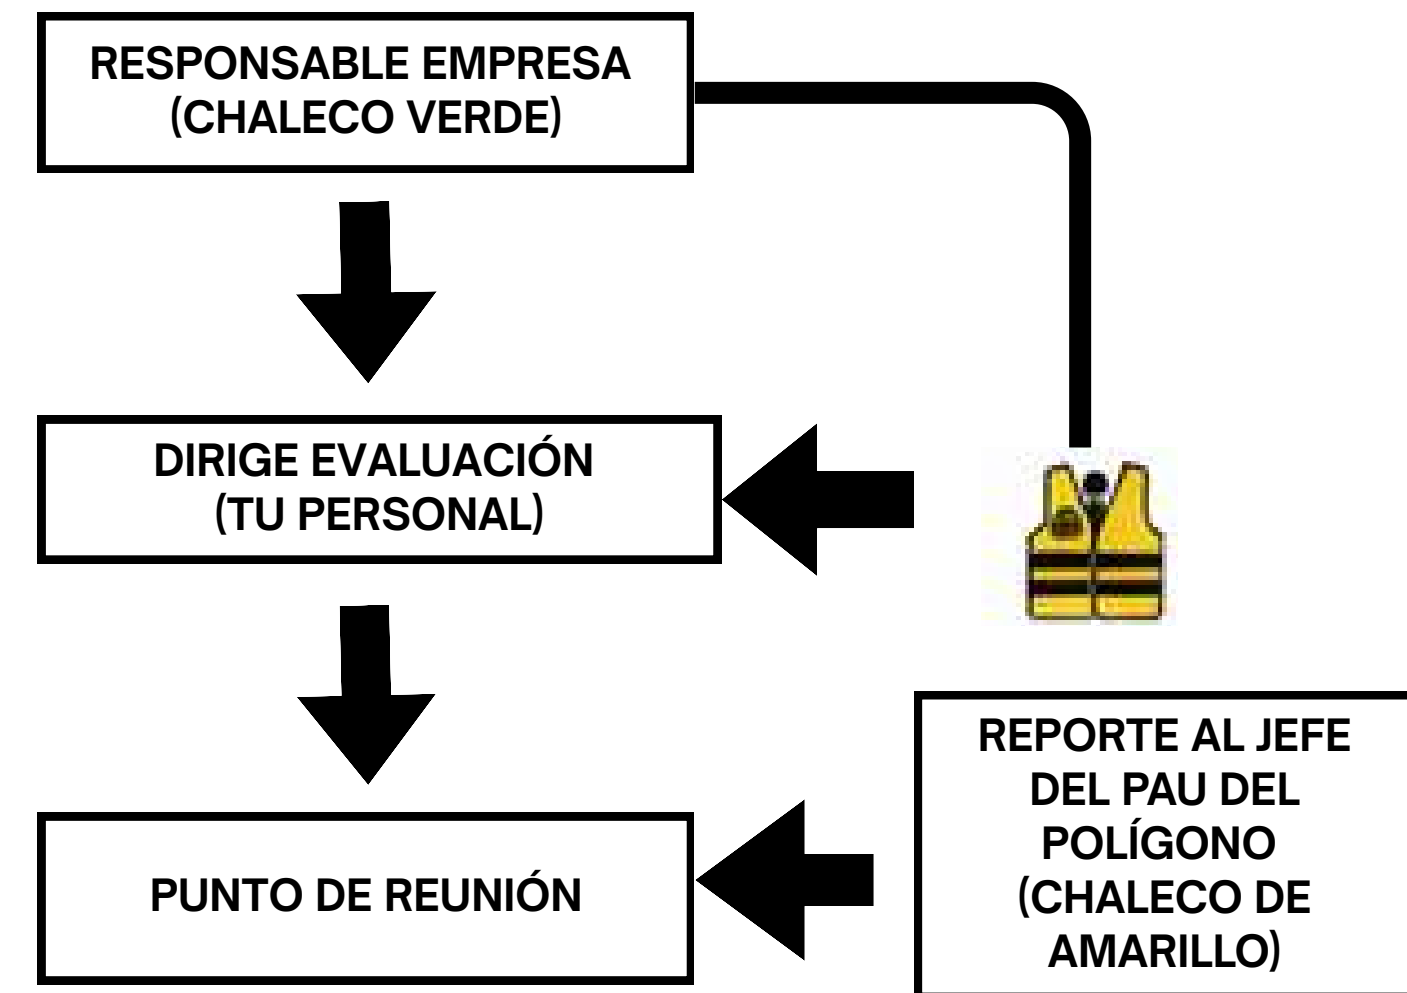 RESPONSABLE EMPRESA
(CHALECO VERDE)
DIRIGE EVALUACIÓN
(TU PERSONAL)
PUNTO DE REUNIÓN
REPORTE AL JEFE
DEL PAU DEL
POLÍGONO
(CHALECO DE
AMARILLO)